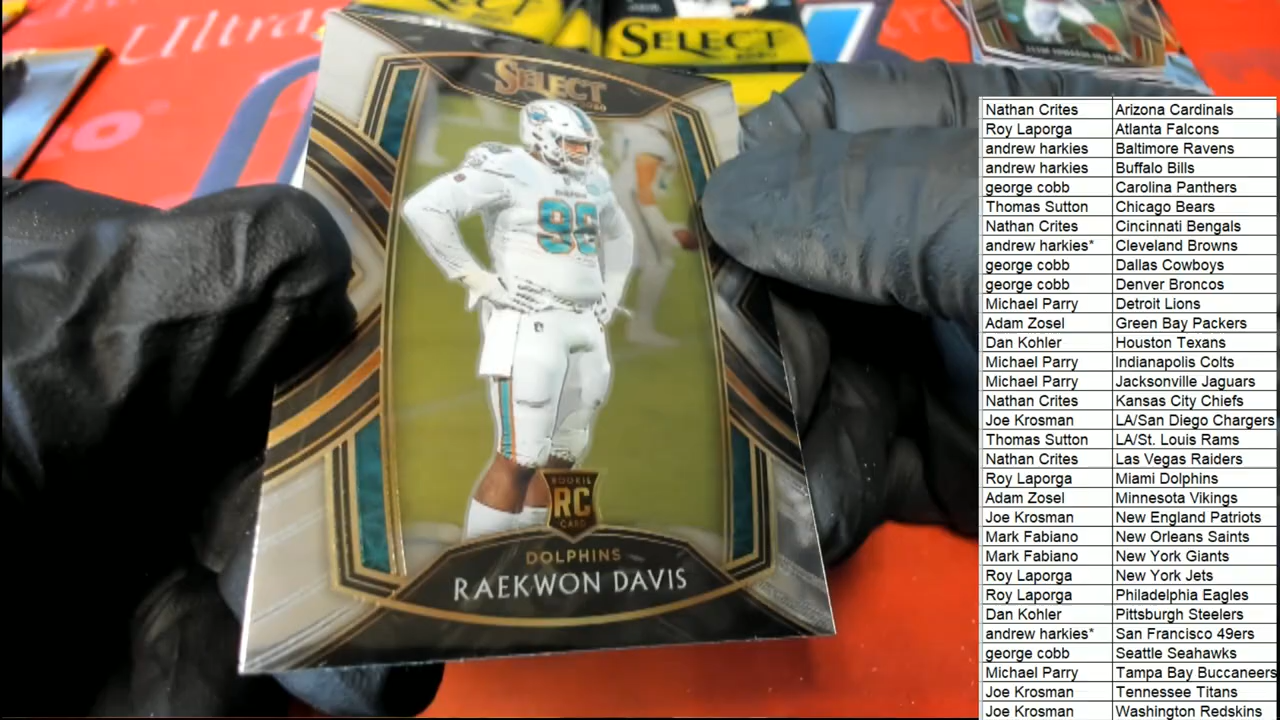 Ultra
SELECT
SELECT
2020
DOLPHINS
98
ROOKIE
RC
CARD
DOLPHINS
RAEKWON DAVIS
Nathan Crites Arizona Cardinals
Roy Laporga Atlanta Falcons
andrew harkies Baltimore Ravens
andrew harkies Buffalo Bills
george cobb Carolina Panthers
Thomas Sutton Chicago Bears
Nathan Crites Cincinnati Bengals
andrew harkies* Cleveland Browns
george cobb Dallas Cowboys
george cobb Denver Broncos
Michael Parry Detroit Lions
Adam Zosel Green Bay Packers
Dan Kohler Houston Texans
Michael Parry Indianapolis Colts
Michael Parry Jacksonville Jaguars
Nathan Crites Kansas City Chiefs
Joe Krosman LA/San Diego Chargers
Thomas Sutton LA/St. Louis Rams
Nathan Crites Las Vegas Raiders
Roy Laporga Miami Dolphins
Adam Zosel Minnesota Vikings
Joe Krosman New England Patriots
Mark Fabiano New Orleans Saints
Mark Fabiano New York Giants
Roy Laporga New York Jets
Roy Laporga Philadelphia Eagles
Dan Kohler Pittsburgh Steelers
andrew harkies* San Francisco 49ers
george cobb Seattle Seahawks
Michael Parry Tampa Bay Buccaneers
Joe Krosman Tennessee Titans
Joe Krosman Washington Redskins